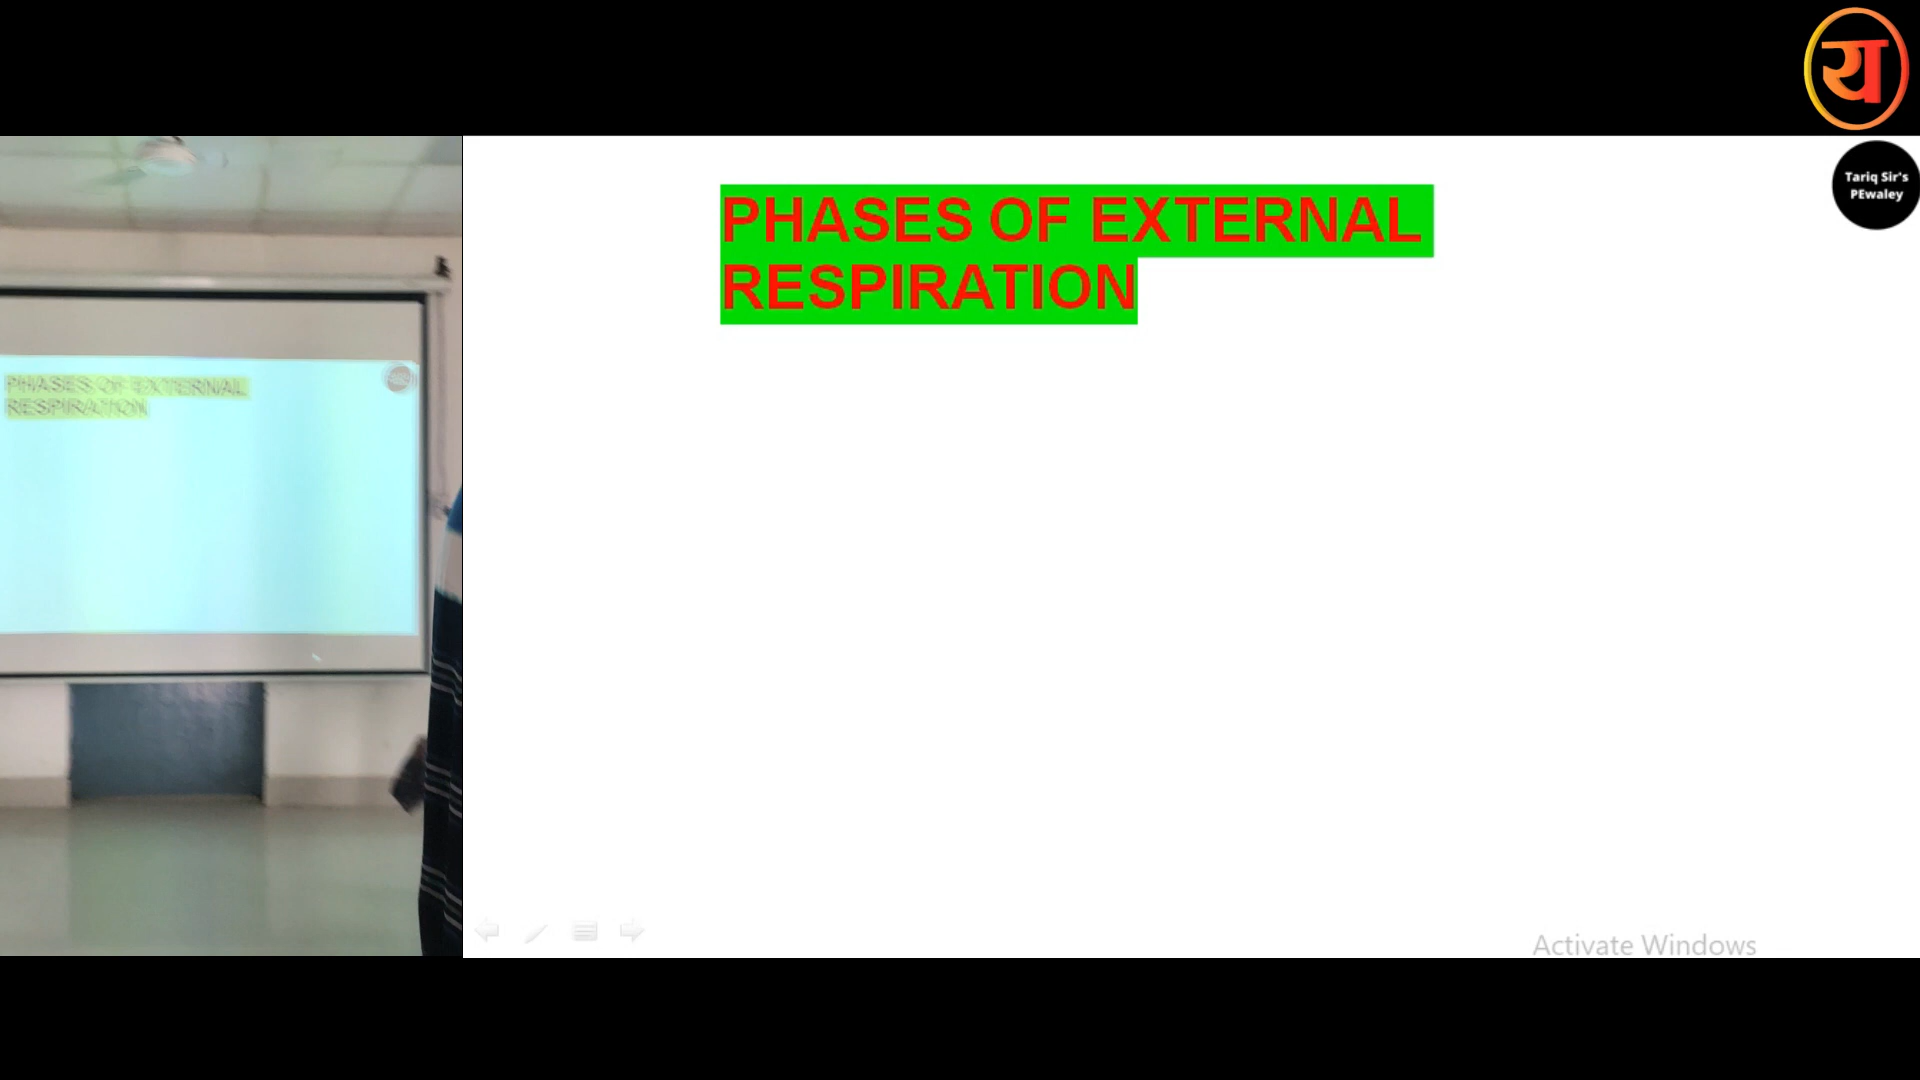 य
Tariq Sir's
PEwaley
PHASES OF EXTERNAL
RESPIRATION
PHASES OF EXTERNAL
RESPIRATION
Activate Windows